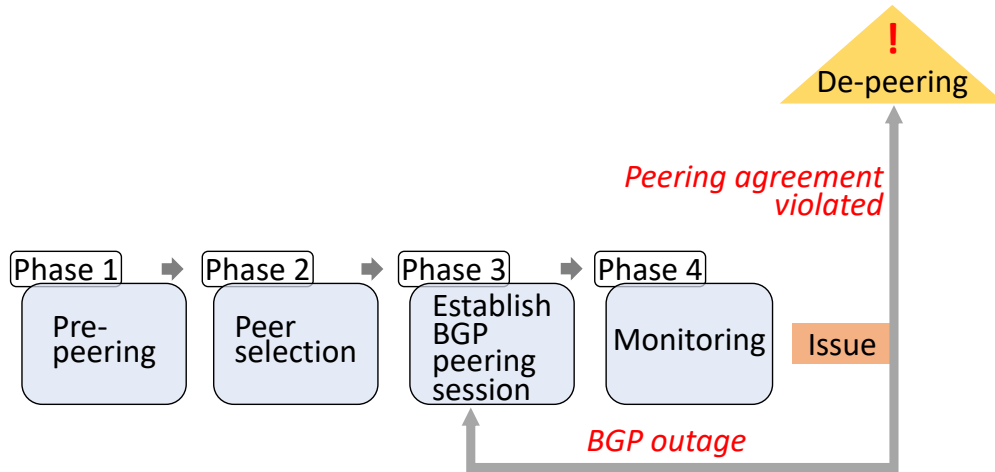 !
De-peering
Peering agreement
violated
Phase 1
Phase 2
Phase 3
Phase 4
Pre-
peering
Peer
selection
Establish
BGP
peering
session
Monitoring
Issue
BGP outage